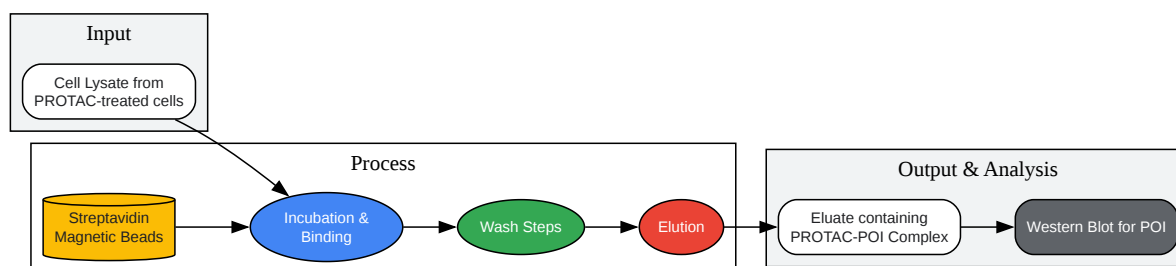 Input
Cell Lysate from
PROTAC-treated cells
Process
Streptavidin
Magnetic Beads
Incubation &
Binding
Wash Steps
Elution
Output & Analysis
Eluate containing
PROTAC-POI Complex
Western Blot for POI